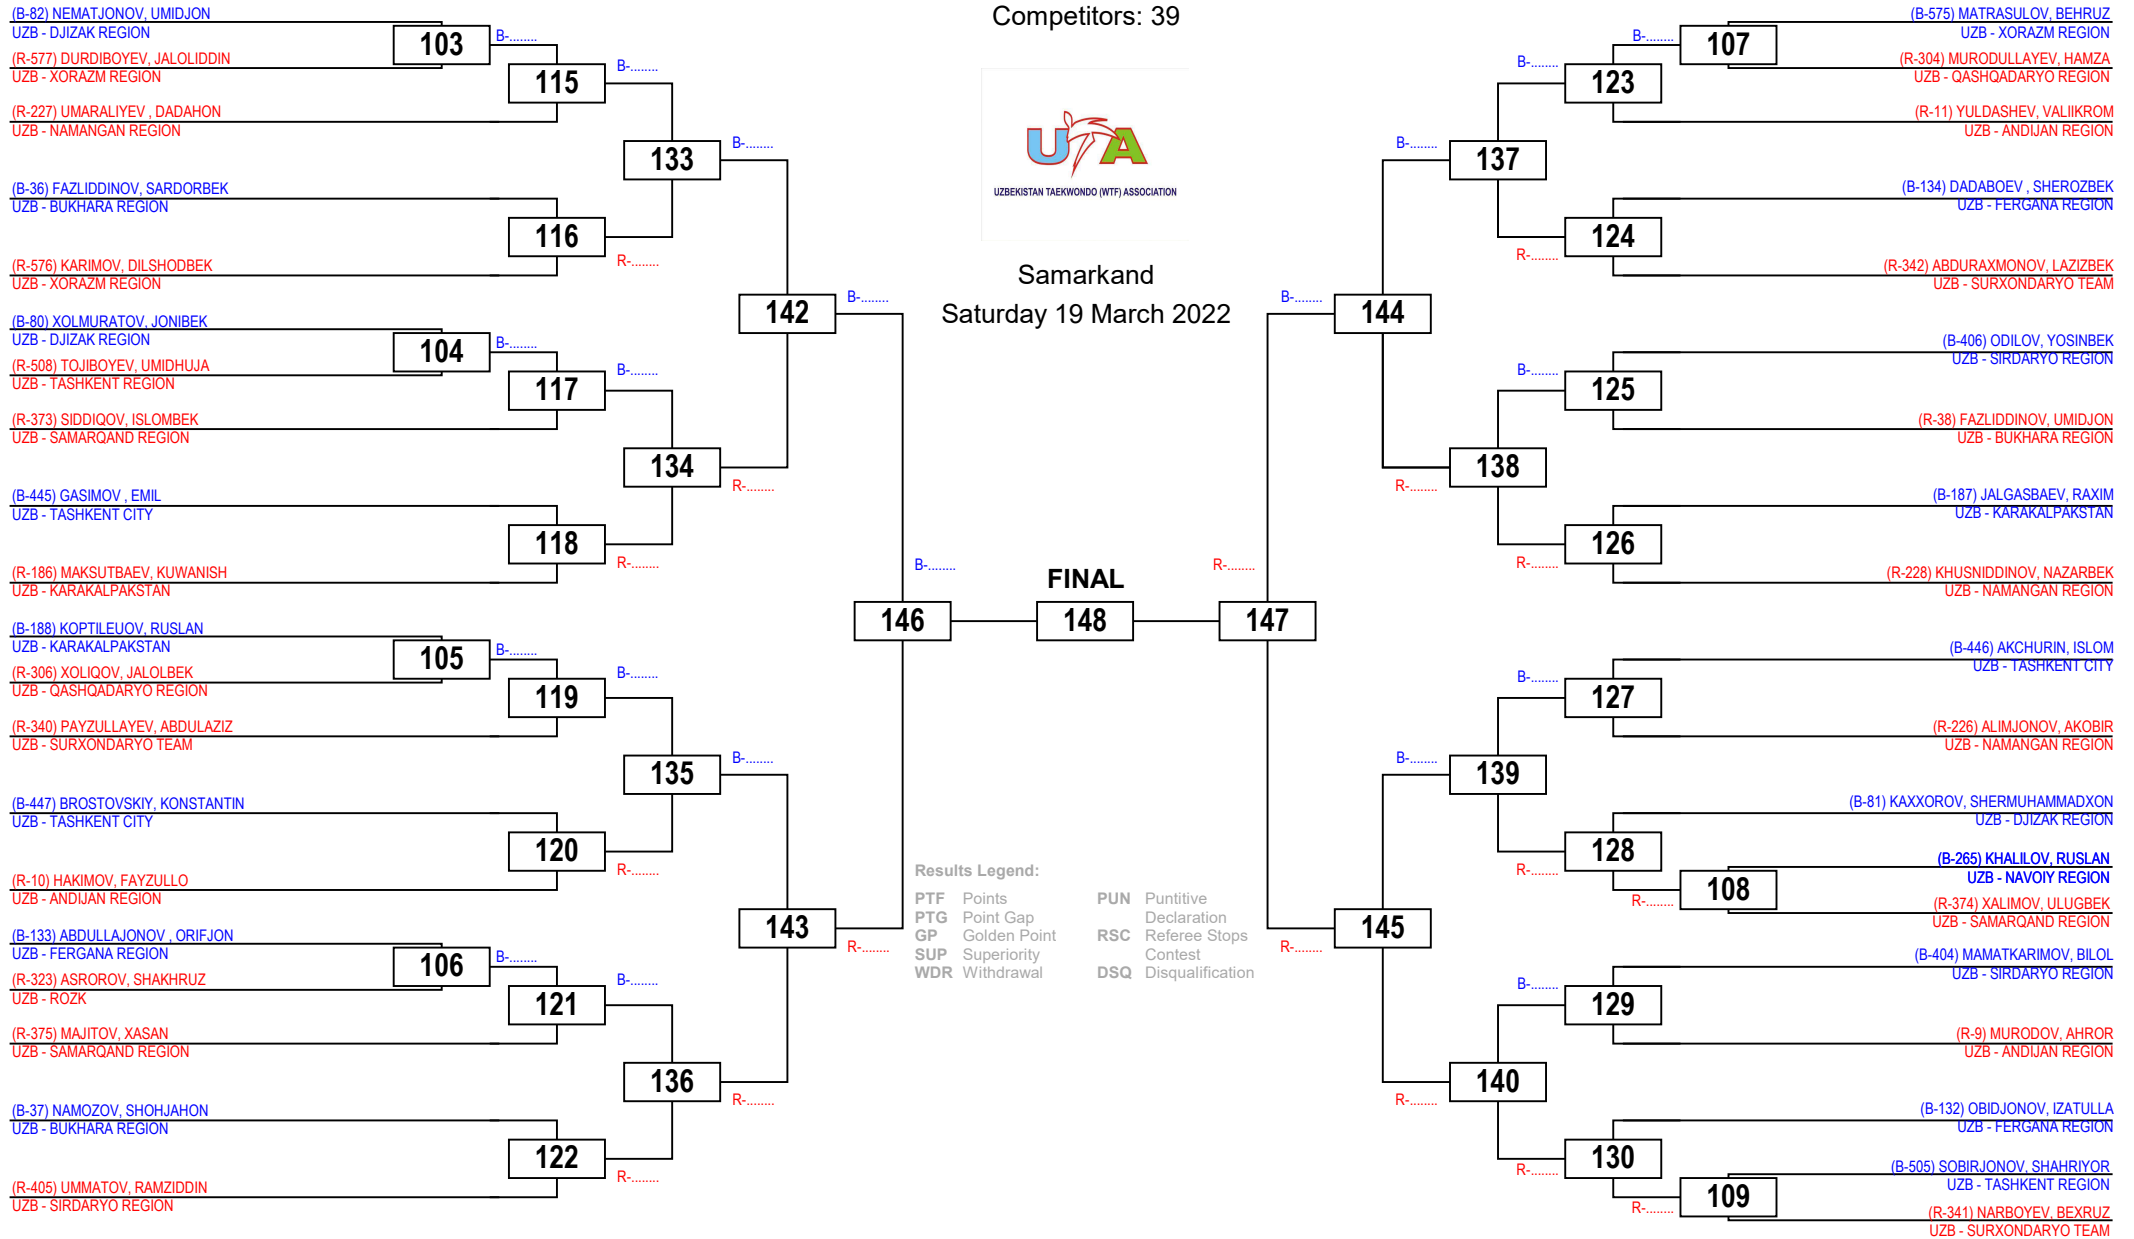 Competitors: 39
UTA
UZBEKISTAN TAEKWONDO (WTF) ASSOCIATION
Samarkand
Saturday 19 March 2022
(B-82) NEMATJONOV, UMIDJON
UZB - DJIZAK REGION
103
B-........
(R-577) DURDIBOYEV, JALOLIDDIN
UZB - XORAZM REGION
115
B-........
(R-227) UMARALIYEV , DADAHON
UZB - NAMANGAN REGION
133
B-........
(B-36) FAZLIDDINOV, SARDORBEK
UZB - BUKHARA REGION
116
R-........
(R-576) KARIMOV, DILSHODBEK
UZB - XORAZM REGION
142
B-........
(B-80) XOLMURATOV, JONIBEK
UZB - DJIZAK REGION
104
B-........
(R-508) TOJIBOYEV, UMIDHUJA
UZB - TASHKENT REGION
117
B-........
(R-373) SIDDIQOV, ISLOMBEK
UZB - SAMARQAND REGION
134
R-........
(B-445) GASIMOV , EMIL
UZB - TASHKENT CITY
118
R-........
(R-186) MAKSUTBAEV, KUWANISH
UZB - KARAKALPAKSTAN
B-........
146
(B-188) KOPTILEUOV, RUSLAN
UZB - KARAKALPAKSTAN
105
B-........
(R-306) XOLIQOV, JALOLBEK
UZB - QASHQADARYO REGION
119
B-........
(R-340) PAYZULLAYEV, ABDULAZIZ
UZB - SURXONDARYO TEAM
135
B-........
(B-447) BROSTOVSKIY, KONSTANTIN
UZB - TASHKENT CITY
120
R-........
(R-10) HAKIMOV, FAYZULLO
UZB - ANDIJAN REGION
143
R-........
(B-133) ABDULLAJONOV , ORIFJON
UZB - FERGANA REGION
106
B-........
(R-323) ASROROV, SHAKHRUZ
UZB - ROZK
121
B-........
(R-375) MAJITOV, XASAN
UZB - SAMARQAND REGION
136
R-........
(B-37) NAMOZOV, SHOHJAHON
UZB - BUKHARA REGION
122
R-........
(R-405) UMMATOV, RAMZIDDIN
UZB - SIRDARYO REGION
FINAL
148
Results Legend:
PTF Points
PTG Point Gap
GP Golden Point
SUP Superiority
WDR Withdrawal
PUN Puntitive
Declaration
RSC Referee Stops
Contest
DSQ Disqualification
(B-575) MATRASULOV, BEHRUZ
UZB - XORAZM REGION
B-........
107
(R-304) MURODULLAYEV, HAMZA
UZB - QASHQADARYO REGION
B-........
123
(R-11) YULDASHEV, VALIIKROM
UZB - ANDIJAN REGION
B-........
137
(B-134) DADABOEV , SHEROZBEK
UZB - FERGANA REGION
124
R-........
(R-342) ABDURAXMONOV, LAZIZBEK
UZB - SURXONDARYO TEAM
B-........
144
(B-406) ODILOV, YOSINBEK
UZB - SIRDARYO REGION
B-........
125
(R-38) FAZLIDDINOV, UMIDJON
UZB - BUKHARA REGION
138
R-........
(B-187) JALGASBAEV, RAXIM
UZB - KARAKALPAKSTAN
126
R-........
(R-228) KHUSNIDDINOV, NAZARBEK
UZB - NAMANGAN REGION
R-........
147
(B-446) AKCHURIN, ISLOM
UZB - TASHKENT CITY
B-........
127
(R-226) ALIMJONOV, AKOBIR
UZB - NAMANGAN REGION
B-........
139
(B-81) KAXXOROV, SHERMUHAMMADXON
UZB - DJIZAK REGION
128
R-........
(B-265) KHALILOV, RUSLAN
UZB - NAVOIY REGION
108
R-........
(R-374) XALIMOV, ULUGBEK
UZB - SAMARQAND REGION
145
R-........
(B-404) MAMATKARIMOV, BILOL
UZB - SIRDARYO REGION
B-........
129
(R-9) MURODOV, AHROR
UZB - ANDIJAN REGION
140
R-........
(B-132) OBIDJONOV, IZATULLA
UZB - FERGANA REGION
130
R-........
(B-505) SOBIRJONOV, SHAHRIYOR
UZB - TASHKENT REGION
109
R-........
(R-341) NARBOYEV, BEXRUZ
UZB - SURXONDARYO TEAM